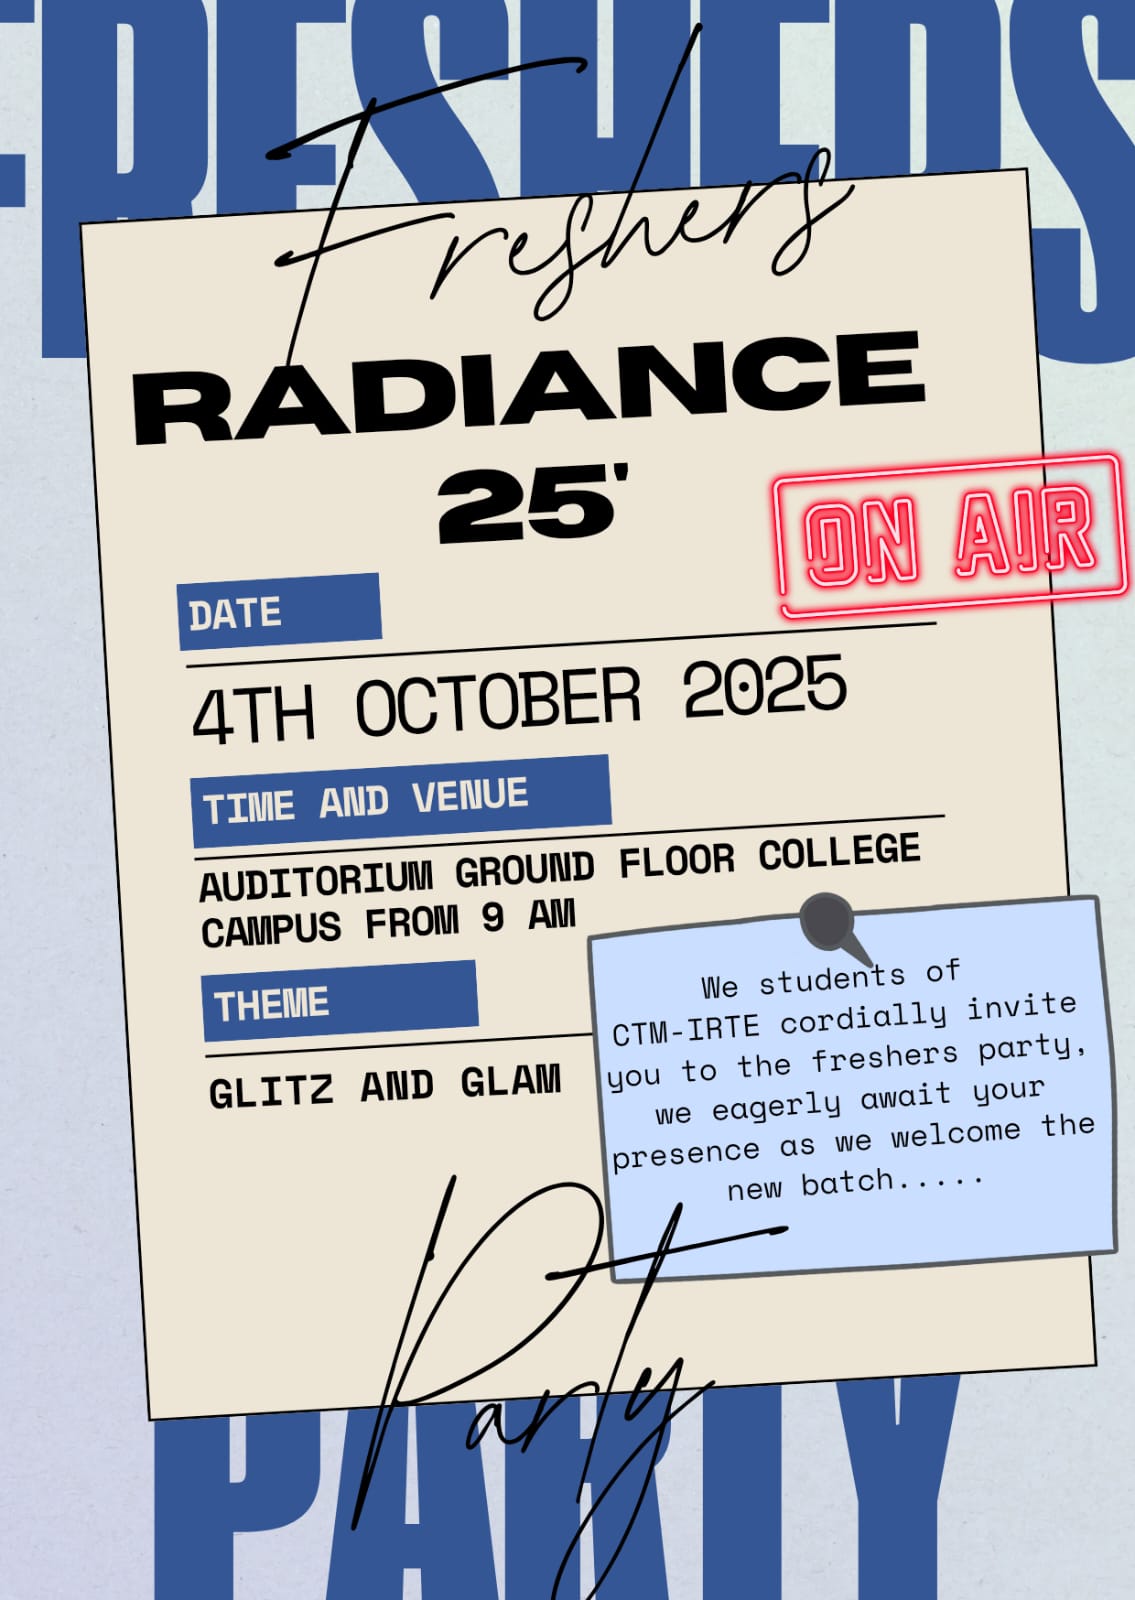 FRESHERS
Freshers
RADIANCE
25'
ON AIR
DATE
4TH OCTOBER 2025
TIME AND VENUE
AUDITORIUM GROUND FLOOR COLLEGE
CAMPUS FROM 9 AM
THEME
GLITZ AND GLAM
We students of
CTM-IRTE cordially invite
you to the freshers party,
we eagerly await your
presence as we welcome the
new batch.....
Party
PARTY